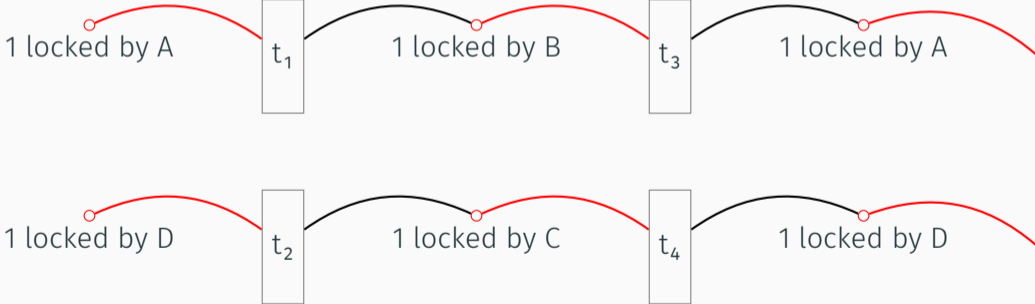 1 locked by A t₁ 1 locked by B t₃ 1 locked by A
1 locked by D t₂ 1 locked by C t₄ 1 locked by D